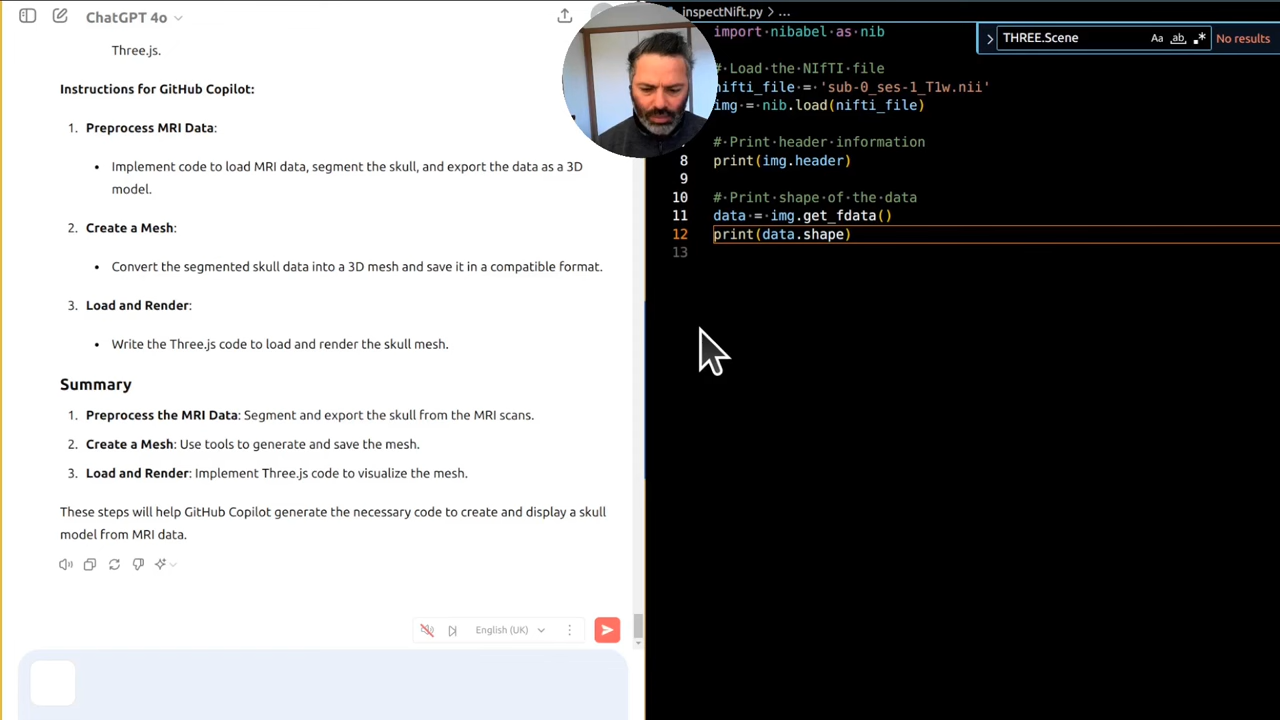 ChatGPT 4o
Three.js.
Instructions for GitHub Copilot:
1. Preprocess MRI Data:
• Implement code to load MRI data, segment the skull, and export the data as a 3D
model.
2. Create a Mesh:
• Convert the segmented skull data into a 3D mesh and save it in a compatible format.
3. Load and Render:
• Write the Three.js code to load and render the skull mesh.
Summary
1. Preprocess the MRI Data: Segment and export the skull from the MRI scans.
2. Create a Mesh: Use tools to generate and save the mesh.
3. Load and Render: Implement Three.js code to visualize the mesh.
These steps will help GitHub Copilot generate the necessary code to create and display a skull
model from MRI data.
English (UK)
inspectNift.py > ...
THREE.Scene Aa ab .* No results
import nibabel as nib
# Load the NIfTI file
nifti_file = 'sub-0_ses-1_T1w.nii'
img = nib.load(nifti_file)
# Print header information
8 print(img.header)
9
10 # Print shape of the data
11 data = img.get_fdata()
12 print(data.shape)
13